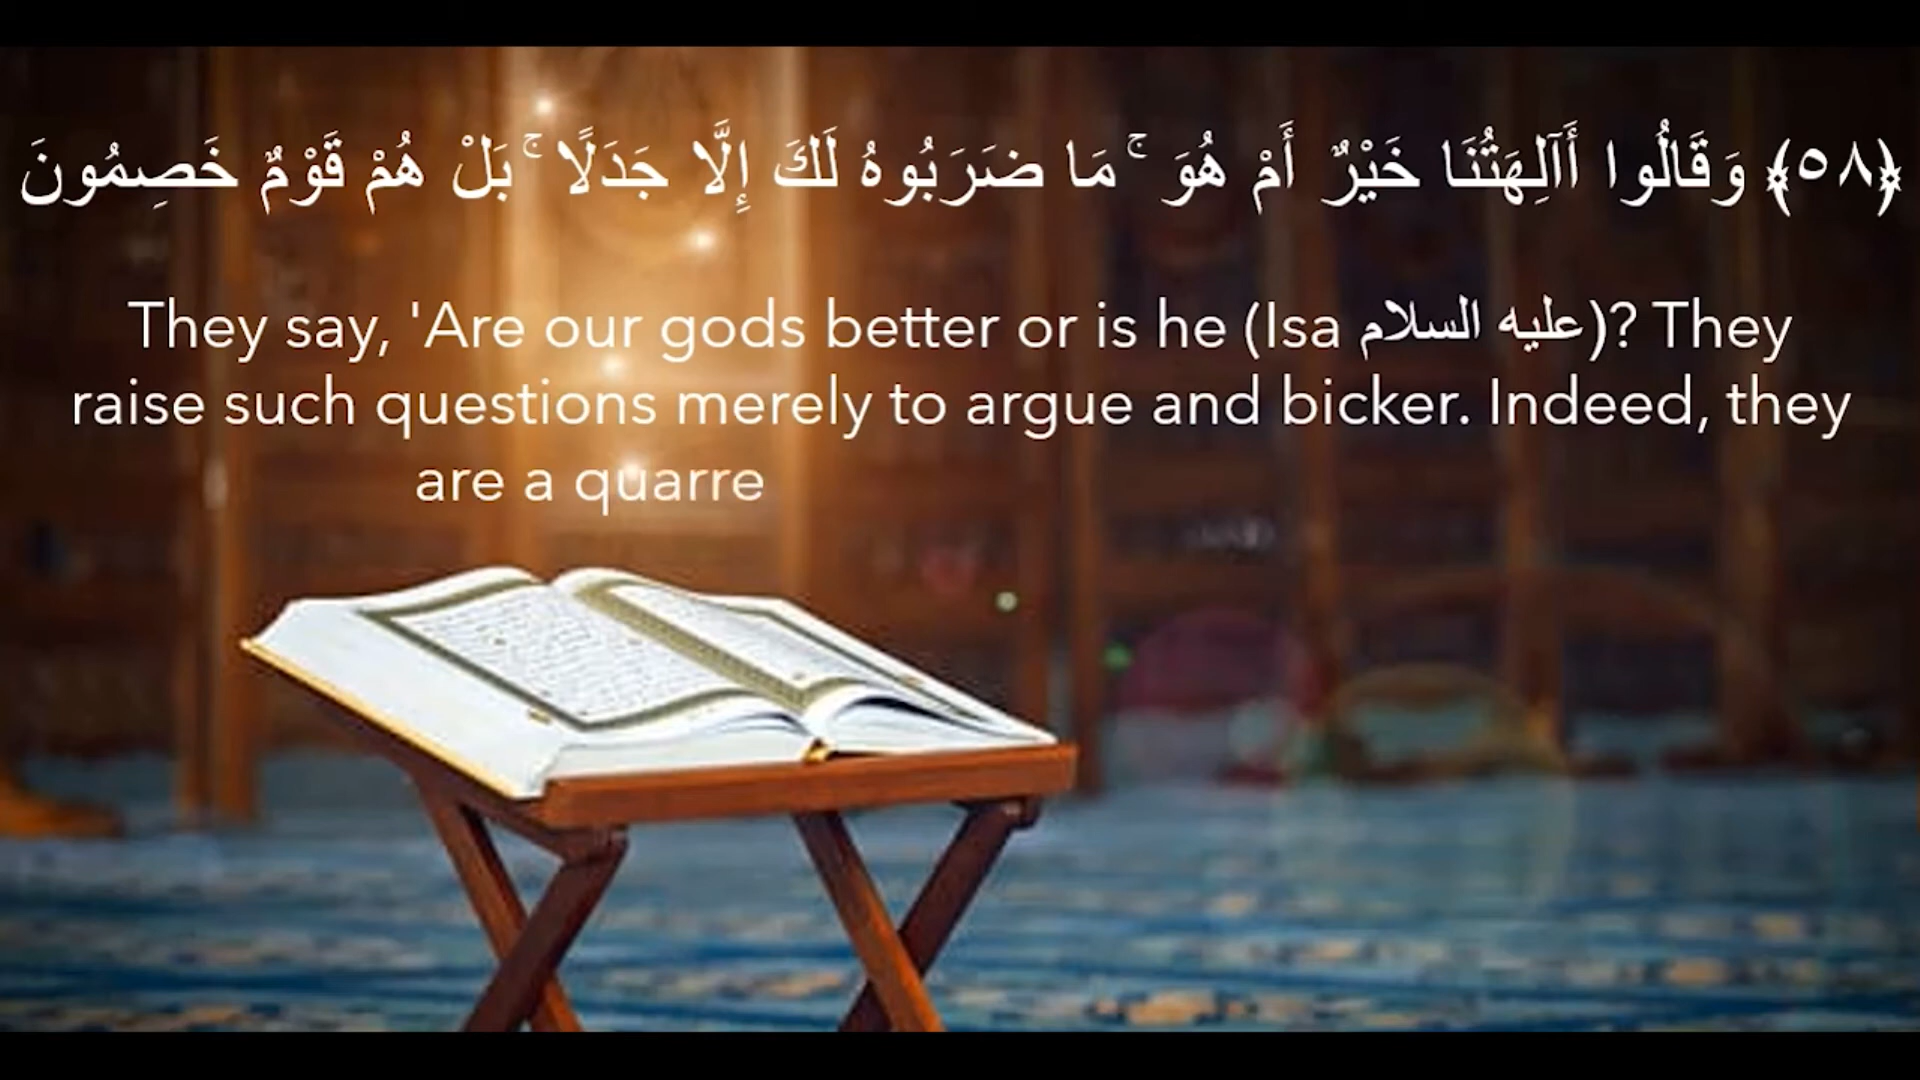 ﴿٥٨﴾ وَقَالُوا أَآلِهَتُنَا خَيْرٌ أَمْ هُوَ ۚ مَا ضَرَبُوهُ لَكَ إِلَّا جَدَلًا ۚ بَلْ هُمْ قَوْمٌ خَصِمُونَ
They say, 'Are our gods better or is he (Isa عليه السلام)? They
raise such questions merely to argue and bicker. Indeed, they
are a quarre